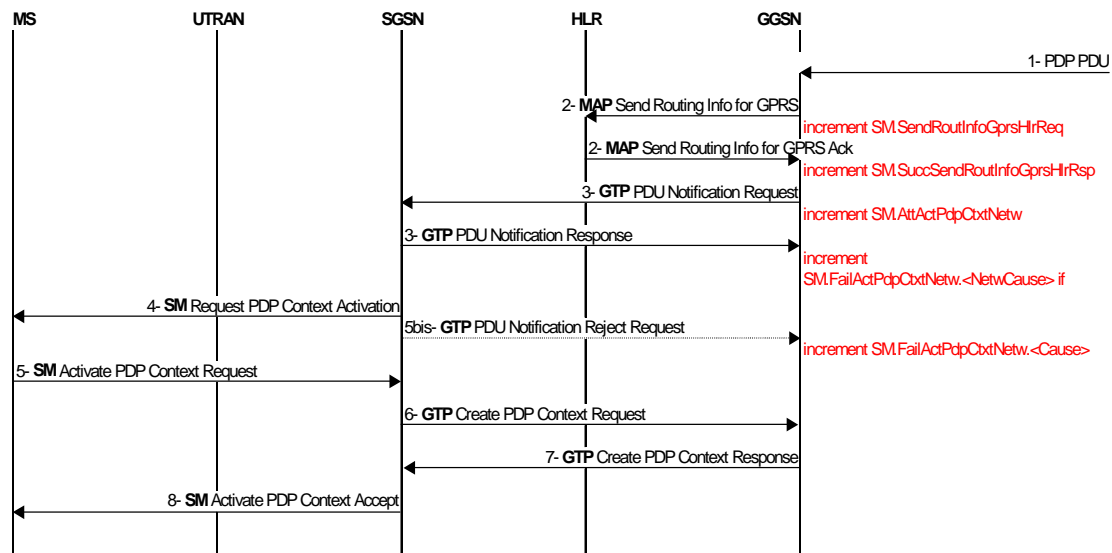 MS UTRAN SGSN HLR GGSN
1- PDP PDU
2- MAP Send Routing Info for GPRS
increment SM.SendRoutInfoGprsHlrReq
2- MAP Send Routing Info for GPRS Ack
increment SM.SuccSendRoutInfoGprsHlrRsp
3- GTP PDU Notification Request
increment SM.AttActPdpCtxtNetw
3- GTP PDU Notification Response
increment
SM.FailActPdpCtxtNetw.<NetwCause> if
4- SM Request PDP Context Activation
5bis- GTP PDU Notification Reject Request
increment SM.FailActPdpCtxtNetw.<Cause>
5- SM Activate PDP Context Request
6- GTP Create PDP Context Request
7- GTP Create PDP Context Response
8- SM Activate PDP Context Accept